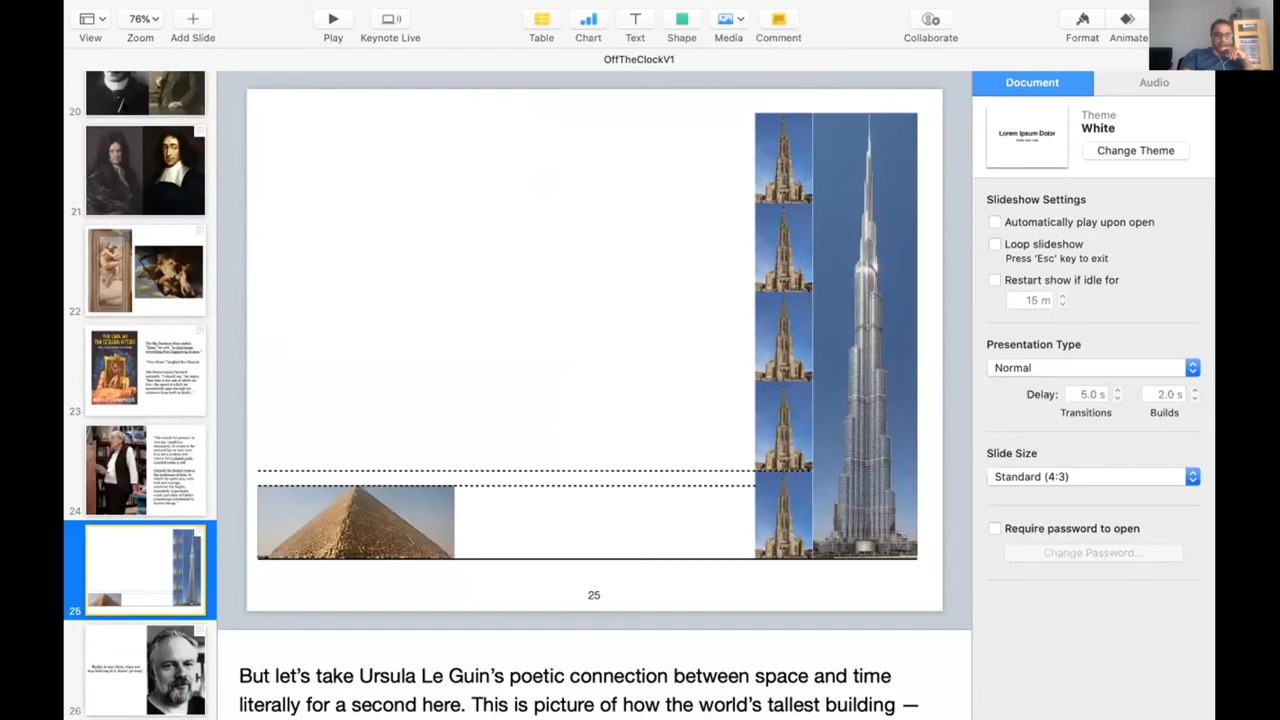 View
76%
Zoom
Add Slide
Play
Keynote Live
Table
Chart
Text
Shape
Media
Comment
Collaborate
Format
Animate
OffTheClockV1
20
21
22
23
24
25
26
25
But let's take Ursula Le Guin's poetic connection between space and time
literally for a second here. This is picture of how the world's tallest building —
Document
Audio
Lorem Ipsum Dolor
Theme
White
Change Theme
Slideshow Settings
Automatically play upon open
Loop slideshow
Press 'Esc' key to exit
Restart show if idle for
15 m
Presentation Type
Normal
Delay: 5.0 s 2.0 s
Transitions Builds
Slide Size
Standard (4:3)
Require password to open
Change Password...